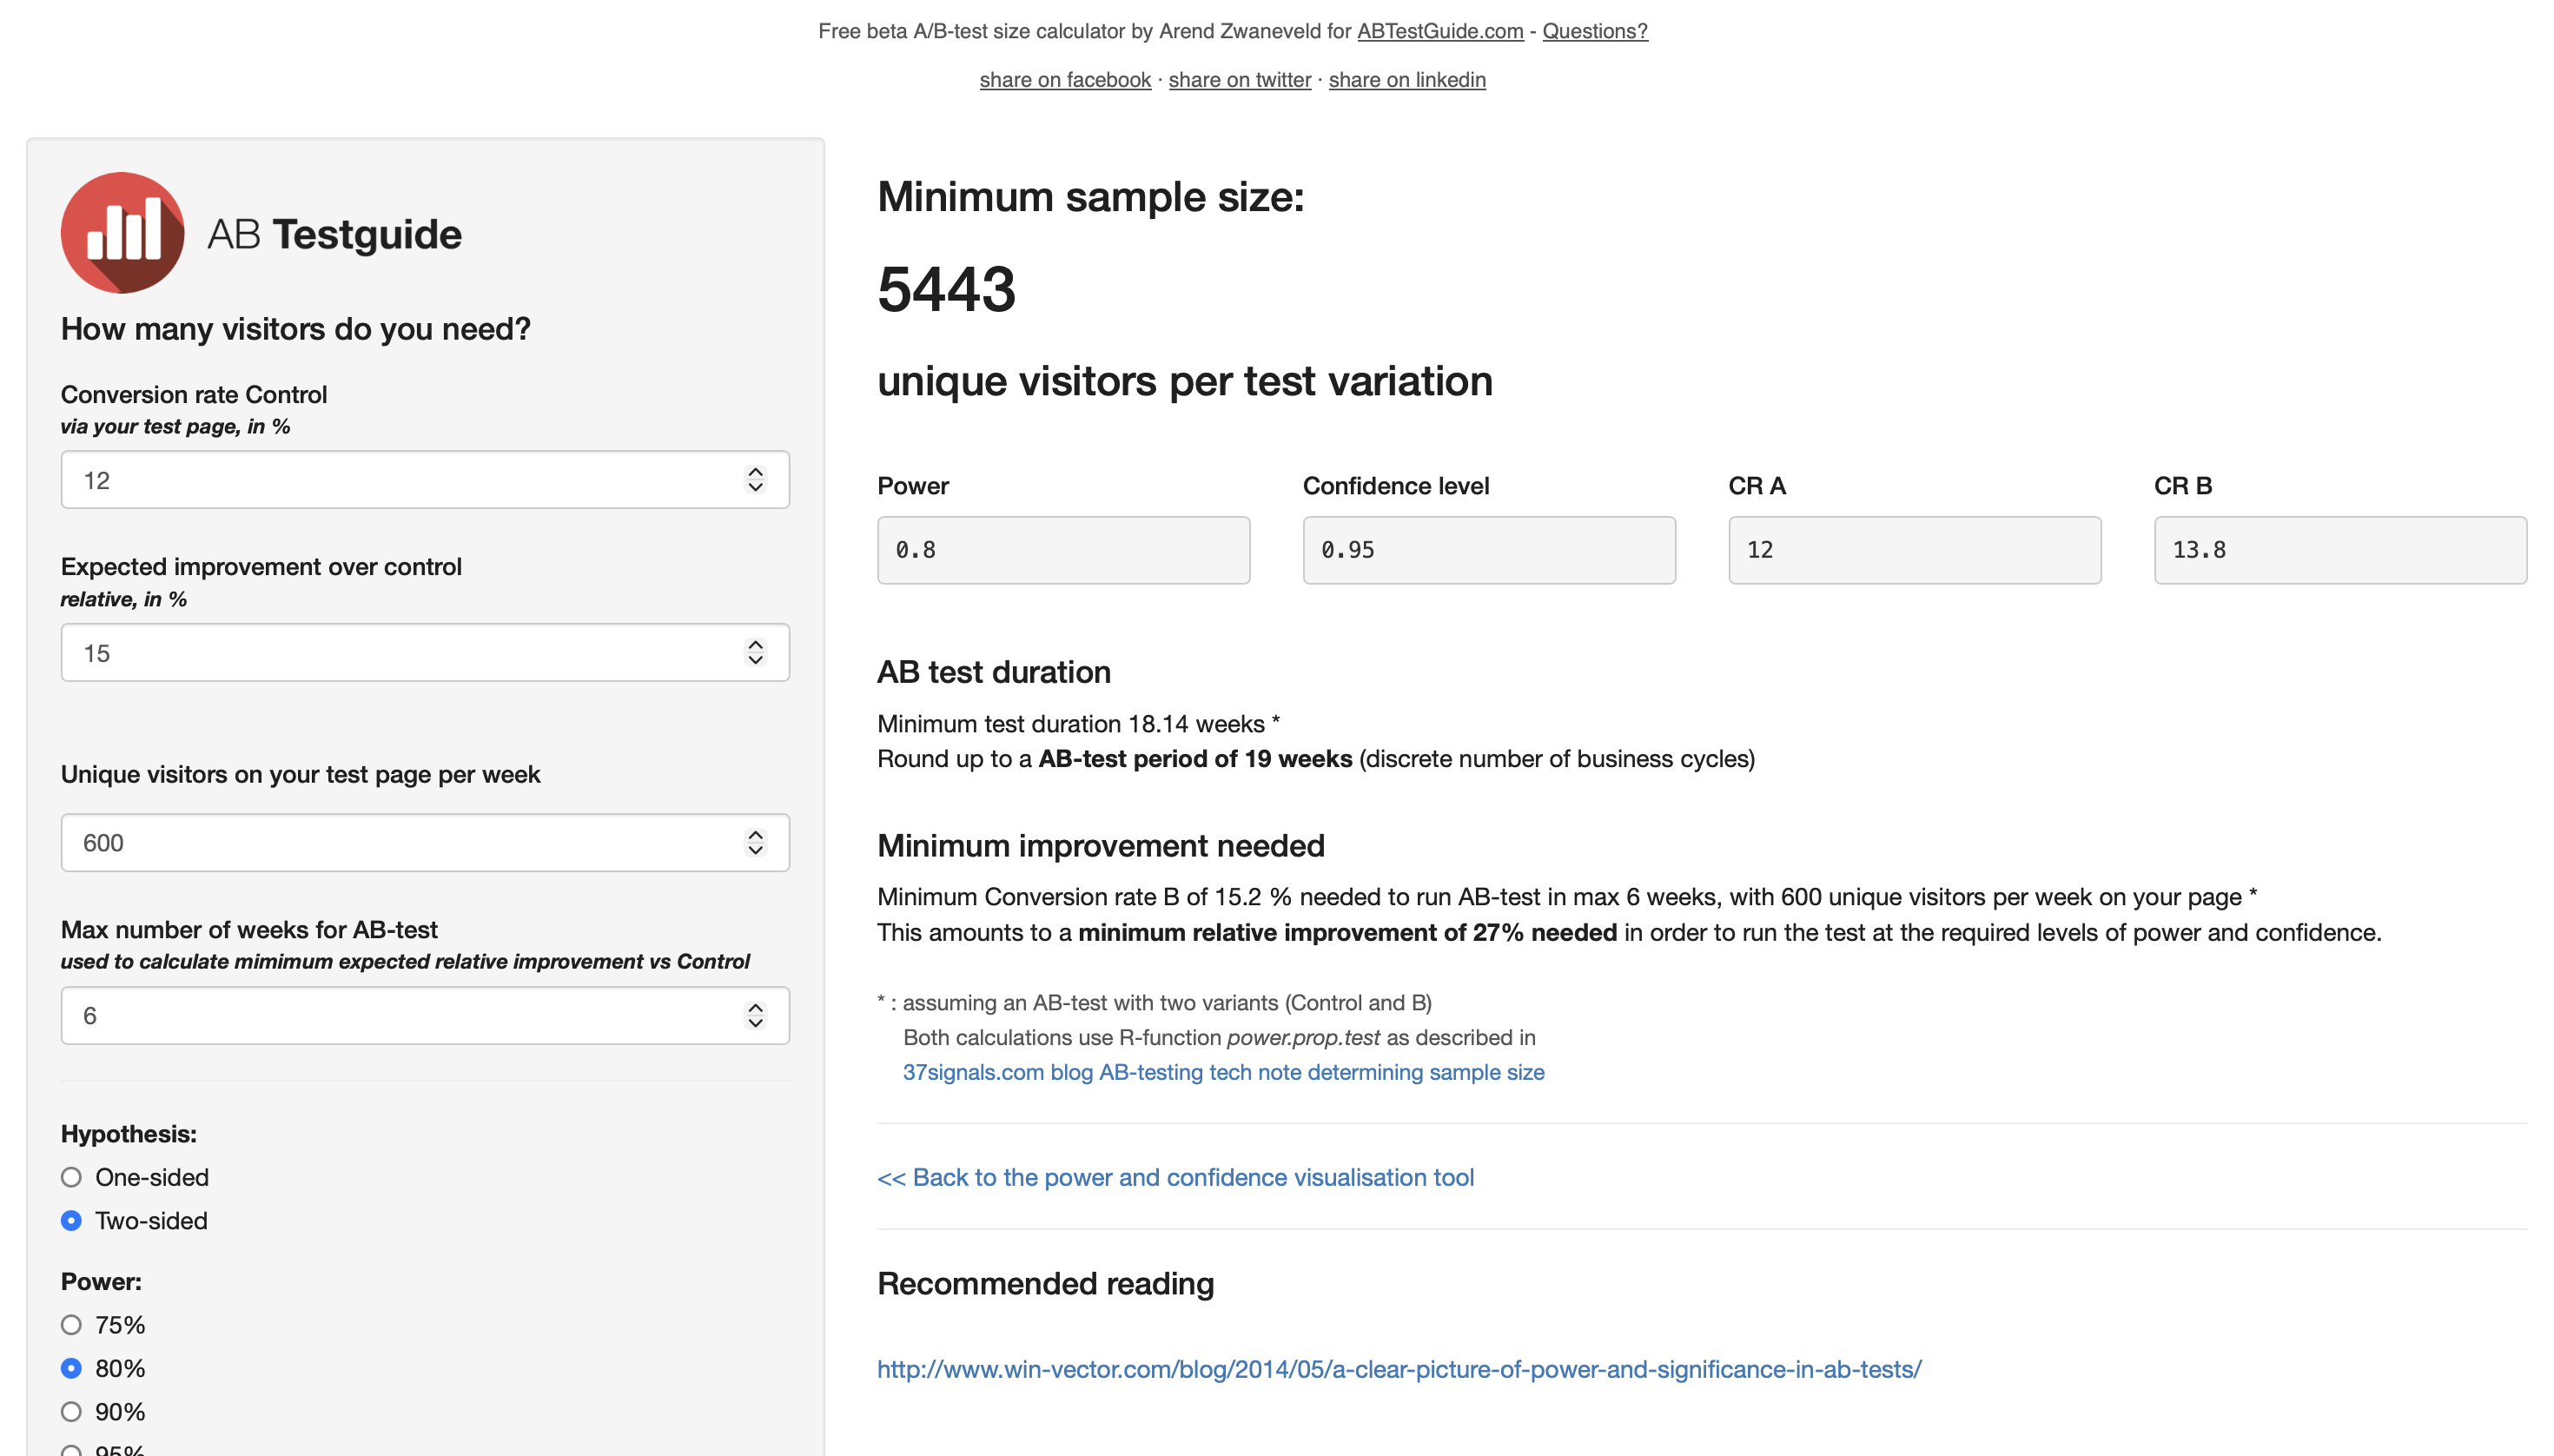 Free beta A/B-test size calculator by Arend Zwaneveld for ABTestGuide.com - Questions?
share on facebook · share on twitter · share on linkedin
AB Testguide
How many visitors do you need?
Conversion rate Control
via your test page, in %
12
Expected improvement over control
relative, in %
15
Unique visitors on your test page per week
600
Max number of weeks for AB-test
used to calculate mimimum expected relative improvement vs Control
6
Hypothesis:
One-sided
Two-sided
Power:
75%
80%
90%
95%
Minimum sample size:
5443
unique visitors per test variation
Power Confidence level CR A CR B
0.8 0.95 12 13.8
AB test duration
Minimum test duration 18.14 weeks *
Round up to a AB-test period of 19 weeks (discrete number of business cycles)
Minimum improvement needed
Minimum Conversion rate B of 15.2 % needed to run AB-test in max 6 weeks, with 600 unique visitors per week on your page *
This amounts to a minimum relative improvement of 27% needed in order to run the test at the required levels of power and confidence.
* : assuming an AB-test with two variants (Control and B)
Both calculations use R-function power.prop.test as described in
37signals.com blog AB-testing tech note determining sample size
<< Back to the power and confidence visualisation tool
Recommended reading
http://www.win-vector.com/blog/2014/05/a-clear-picture-of-power-and-significance-in-ab-tests/